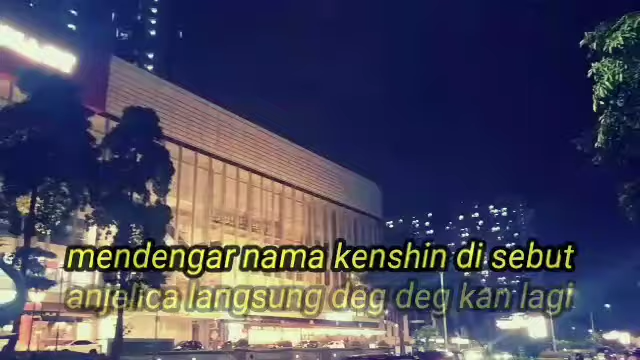 mendengar nama kenshin di sebut
anjelica langsung deg deg kan lagi